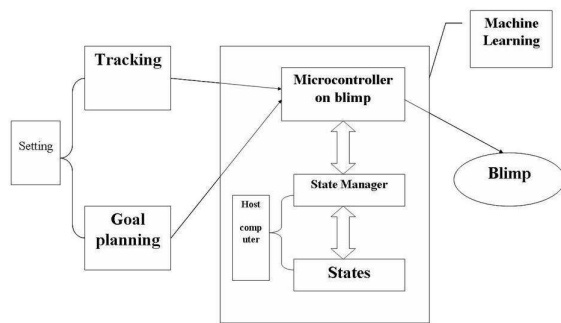 Machine
Learning
Tracking
Microcontroller
on blimp
Setting
State Manager
Blimp
Host
comp
uter
Goal
planning
States